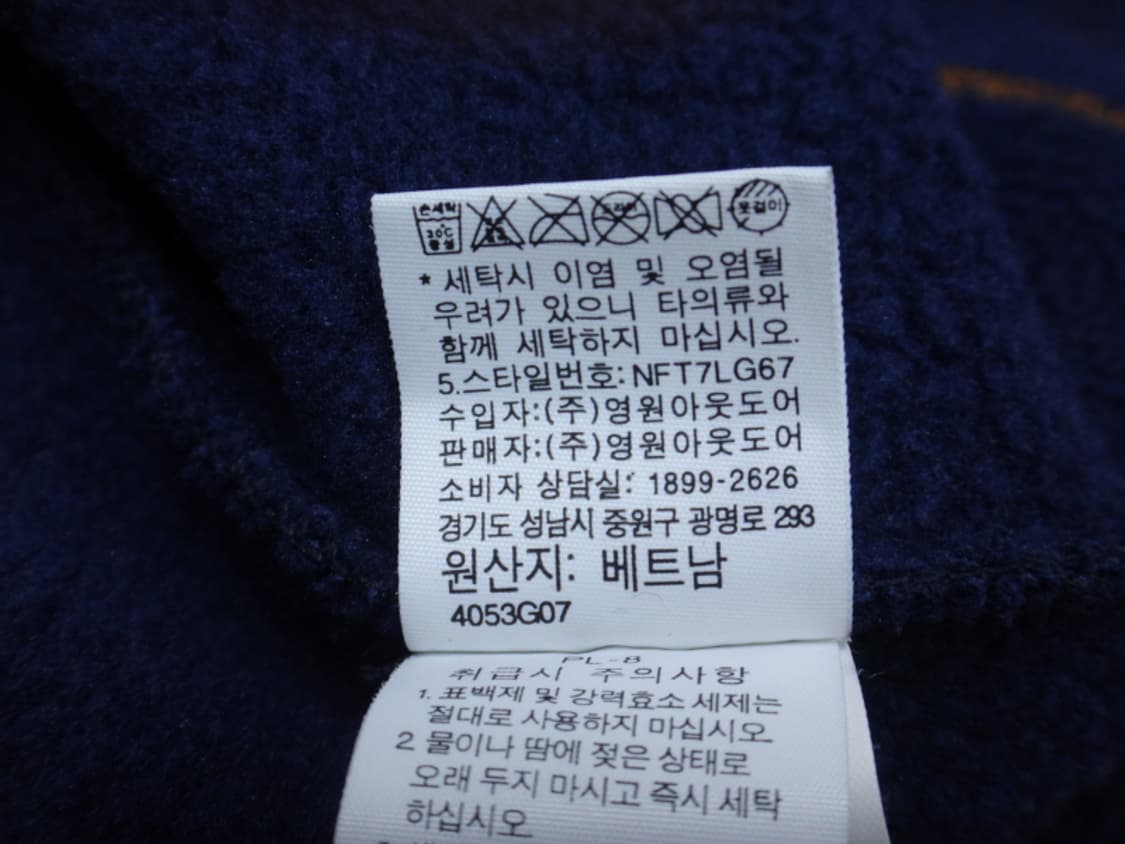 손세탁
30℃
중성
드라이
옷걸이
* 세탁시 이염 및 오염될
우려가 있으니 타의류와
함께 세탁하지 마십시오.
5.스타일번호: NFT7LG67
수입자:(주)영원아웃도어
판매자:(주)영원아웃도어
소비자 상담실: 1899-2626
경기도 성남시 중원구 광명로 293
원산지: 베트남
4053G07
PL-8
취급시 주의사항
1. 표백제 및 강력효소 세제는
절대로 사용하지 마십시오
2 물이나 땀에 젖은 상태로
오래 두지 마시고 즉시 세탁
하십시오